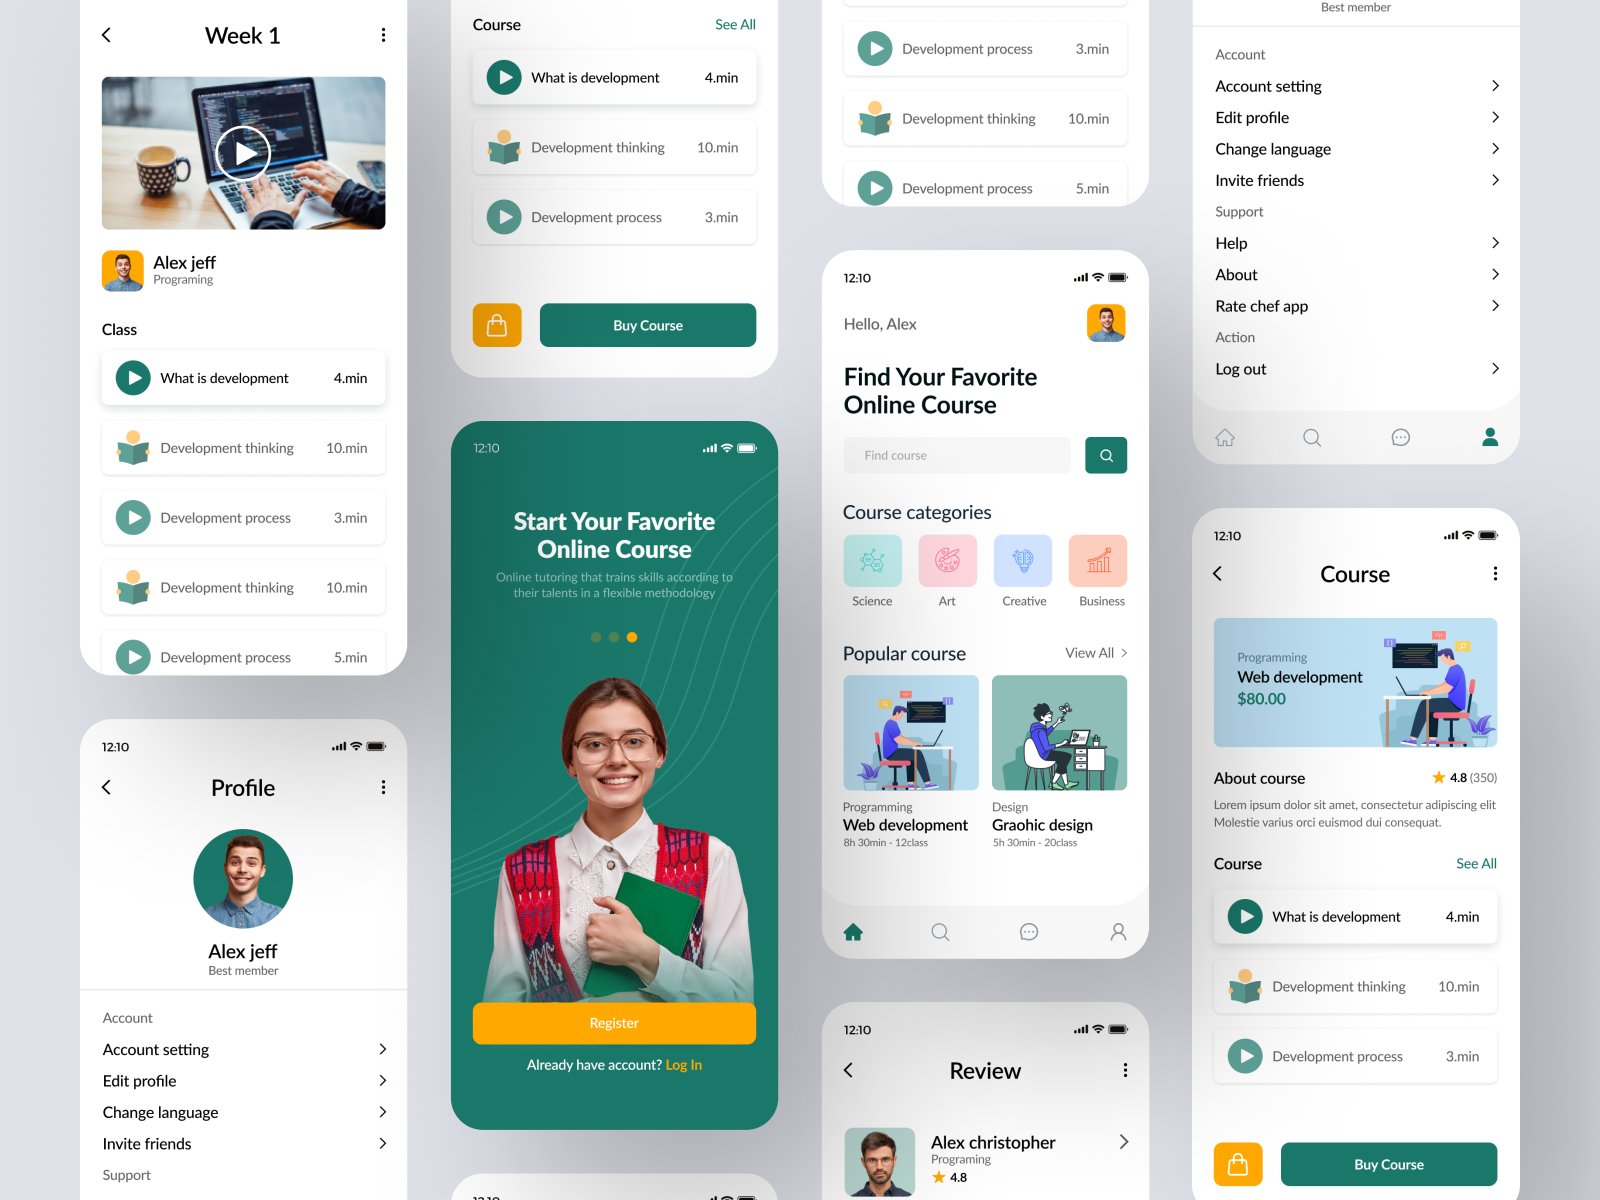 Week 1
Alex jeff
Programing
Class
What is development 4.min
Development thinking 10.min
Development process 3.min
Development thinking 10.min
Development process 5.min
12:10
Profile
Alex jeff
Best member
Account
Account setting
Edit profile
Change language
Invite friends
Support
Course See All
What is development 4.min
Development thinking 10.min
Development process 3.min
Buy Course
12:10
Start Your Favorite
Online Course
Online tutoring that trains skills according to
their talents in a flexible methodology
Register
Already have account? Log In
12:10
Development process 3.min
Development thinking 10.min
Development process 5.min
12:10
Hello, Alex
Find Your Favorite
Online Course
Find course
Course categories
Science Art Creative Business
Popular course View All
Programming
Web development
8h 30min - 12class
Design
Graohic design
5h 30min - 20class
12:10
Review
Alex christopher
Programing
4.8
Best member
Account
Account setting
Edit profile
Change language
Invite friends
Support
Help
About
Rate chef app
Action
Log out
12:10
Course
Programming
Web development
$80.00
About course 4.8 (350)
Lorem ipsum dolor sit amet, consectetur adipiscing elit
Molestie varius orci euismod dui consequat.
Course See All
What is development 4.min
Development thinking 10.min
Development process 3.min
Buy Course